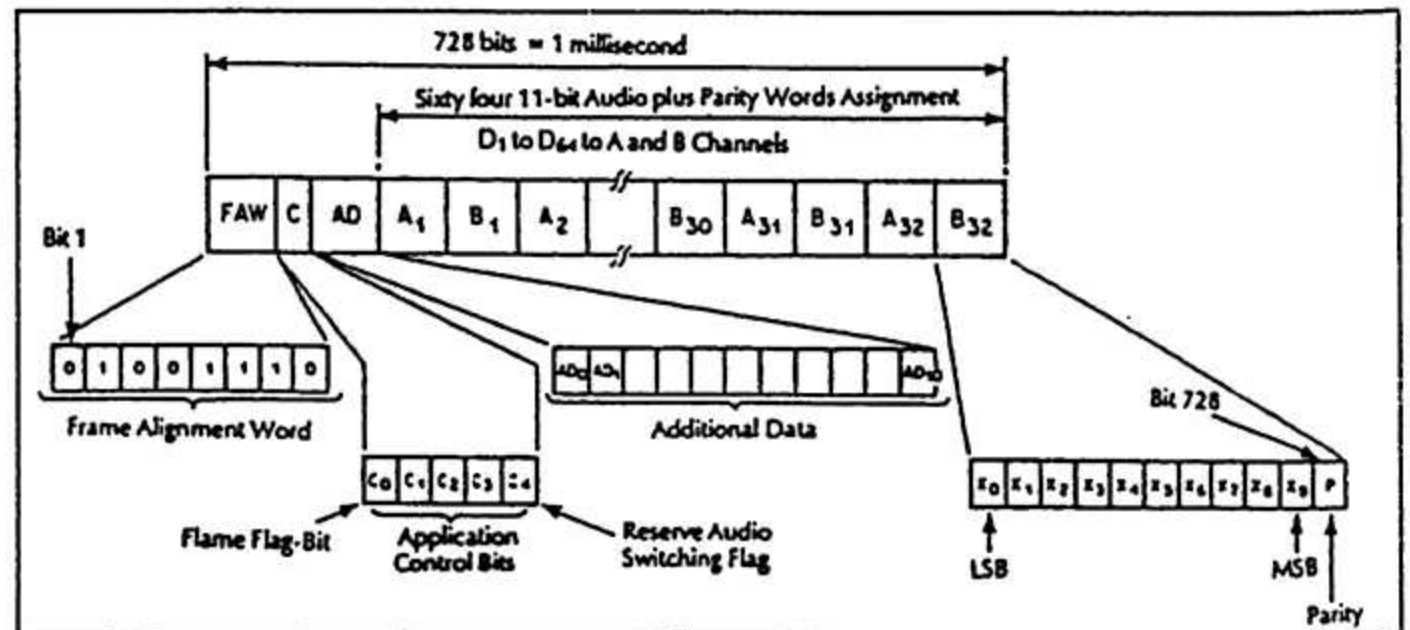 728 bits = 1 millisecond
Sixty four 11-bit Audio plus Parity Words Assignment
D1 to D64 to A and B Channels
FAW C AD A1 B1 A2 B30 A31 B31 A32 B32
Bit 1
0 1 0 0 1 1 1 0
Frame Alignment Word
AD0 AD1 AD10
Additional Data
Bit 728
C0 C1 C2 C3 C4
X0 X1 X2 X3 X4 X5 X6 X7 X8 X9 P
Flame Flag-Bit
Application
Control Bits
Reserve Audio
Switching Flag
LSB
MSB
Parity